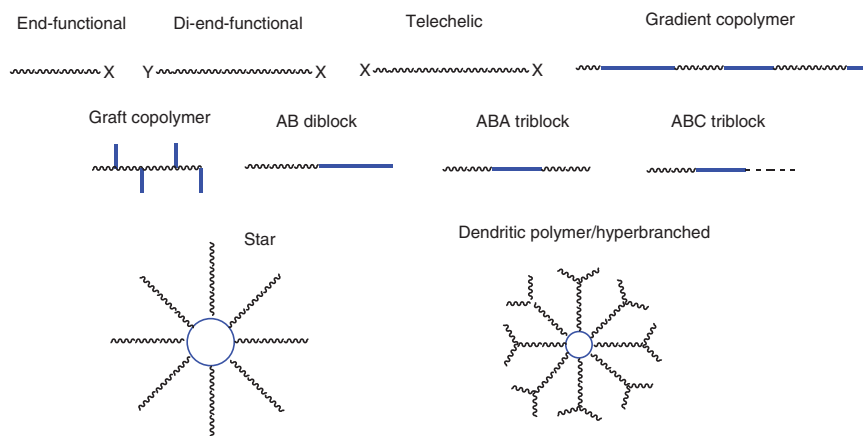 End-functional
Di-end-functional
Telechelic
Gradient copolymer
X
Y
X
X
X
Graft copolymer
AB diblock
ABA triblock
ABC triblock
Star
Dendritic polymer/hyperbranched